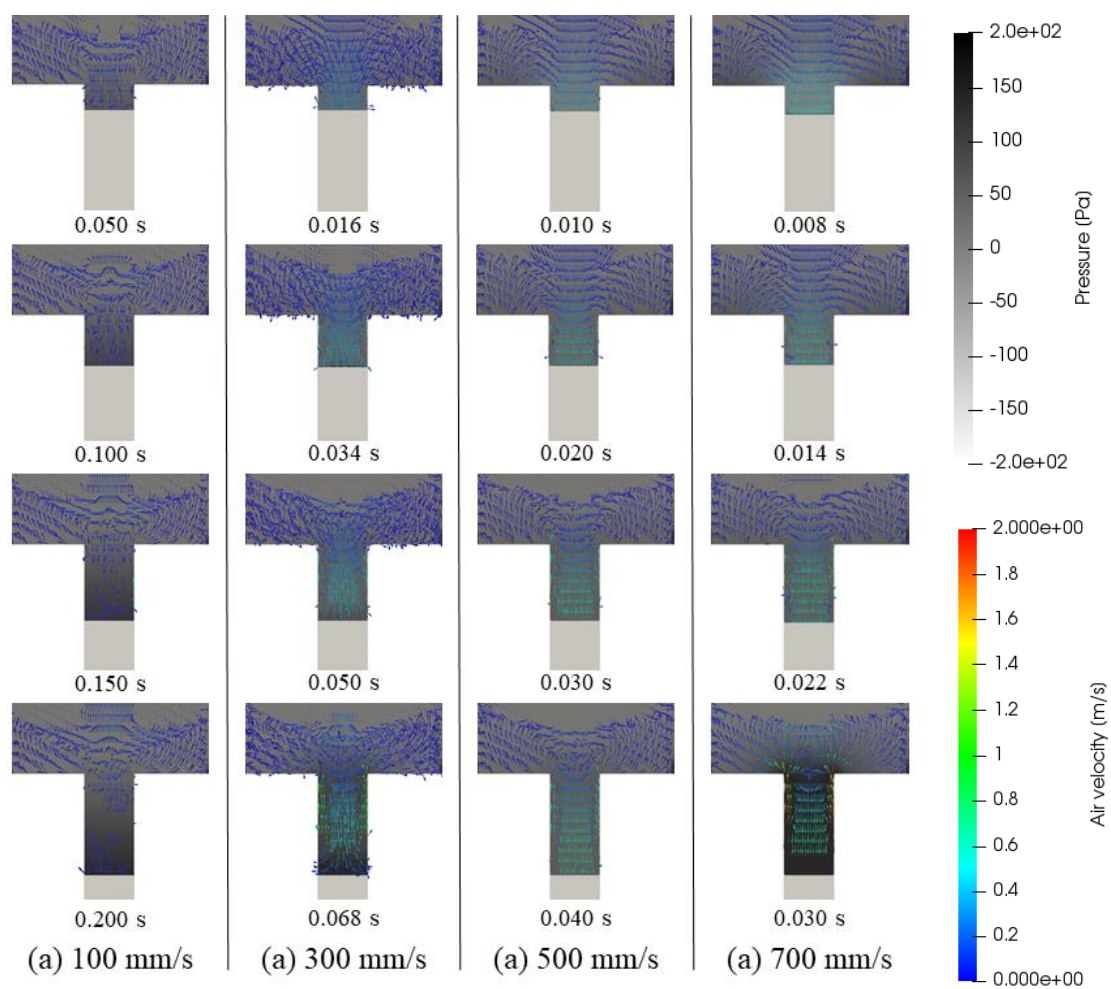 0.050 s
0.016 s
0.010 s
0.008 s
0.100 s
0.034 s
0.020 s
0.014 s
0.150 s
0.050 s
0.030 s
0.022 s
0.200 s
0.068 s
0.040 s
0.030 s
(a) 100 mm/s
(a) 300 mm/s
(a) 500 mm/s
(a) 700 mm/s
2.0e+02
150
100
50
0
-50
-100
-150
-2.0e+02
Pressure (Pa)
2.000e+00
1.8
1.6
1.4
1.2
1
0.8
0.6
0.4
0.2
0.000e+00
Air velocity (m/s)